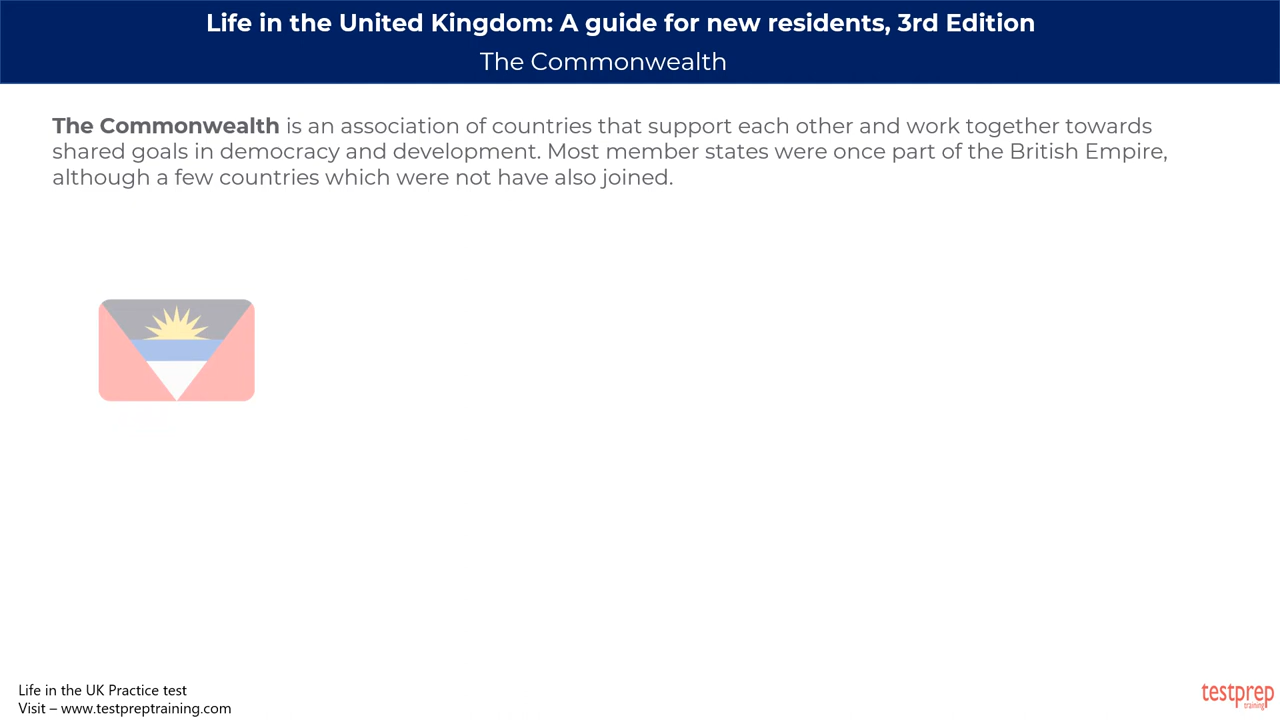 Life in the United Kingdom: A guide for new residents, 3rd Edition
The Commonwealth
The Commonwealth is an association of countries that support each other and work together towards
shared goals in democracy and development. Most member states were once part of the British Empire,
although a few countries which were not have also joined.
Life in the UK Practice test
Visit – www.testpreptraining.com
testprep
training